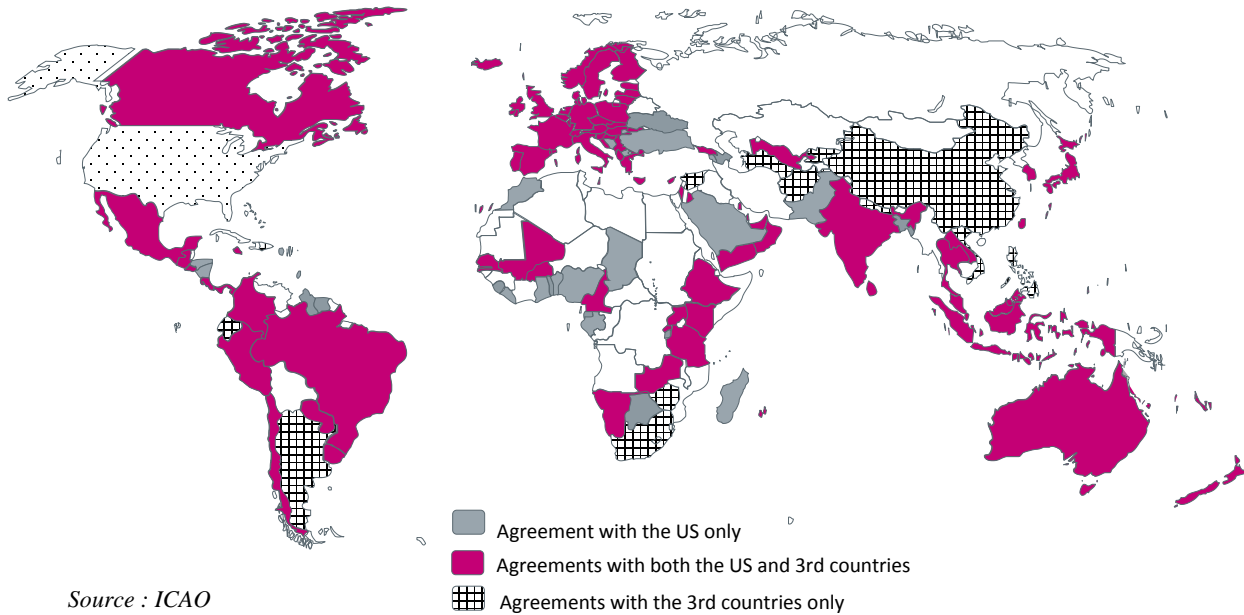 Agreement with the US only
Agreements with both the US and 3rd countries
Agreements with the 3rd countries only
Source : ICAO